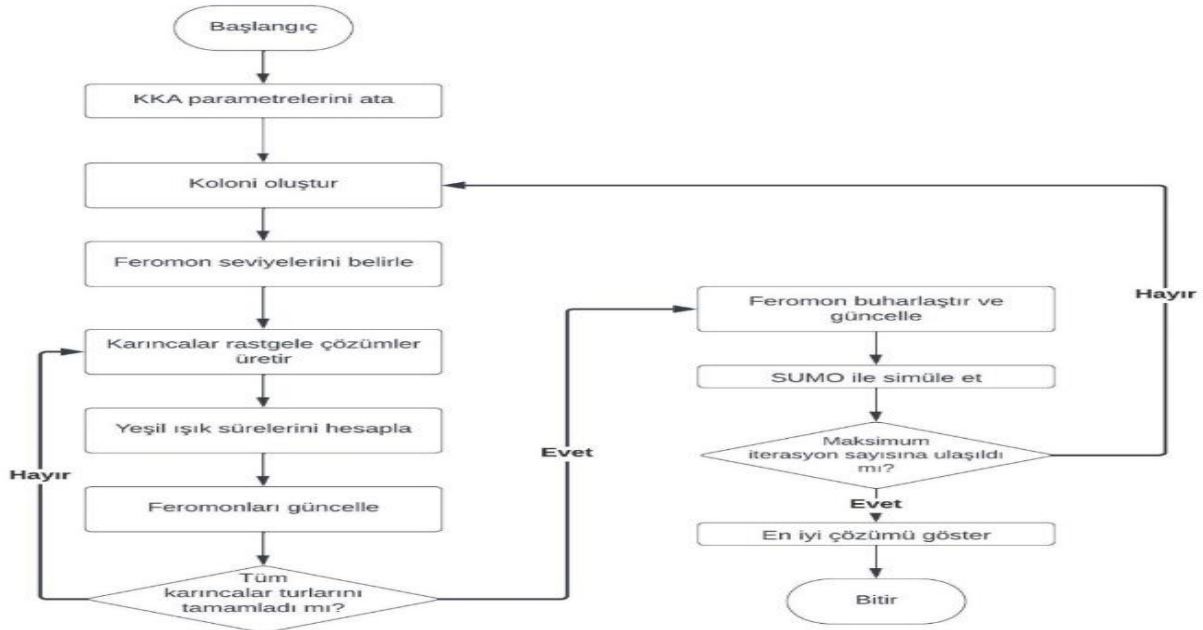 Başlangıç
KKA parametrelerini ata
Koloni oluştur
Feromon seviyelerini belirle
Karıncalar rastgele çözümler
üretir
Yeşil ışık sürelerini hesapla
Hayır
Feromonları güncelle
Tüm
karıncalar turlarını
tamamladı mı?
Evet
Feromon buharlaştır ve
güncelle
SUMO ile simüle et
Maksimum
iterasyon sayısına ulaşıldı
mı?
Hayır
Evet
En iyi çözümü göster
Bitir